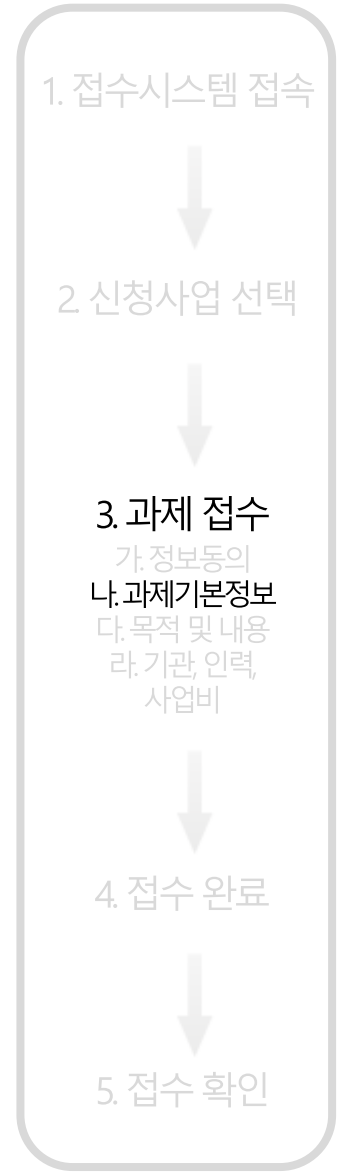 1. 접수시스템 접속
2. 신청사업 선택
3. 과제 접수
가. 정보동의
나. 과제기본정보
다. 목적 및 내용
라. 기관, 인력,
사업비
4. 접수 완료
5. 접수 확인